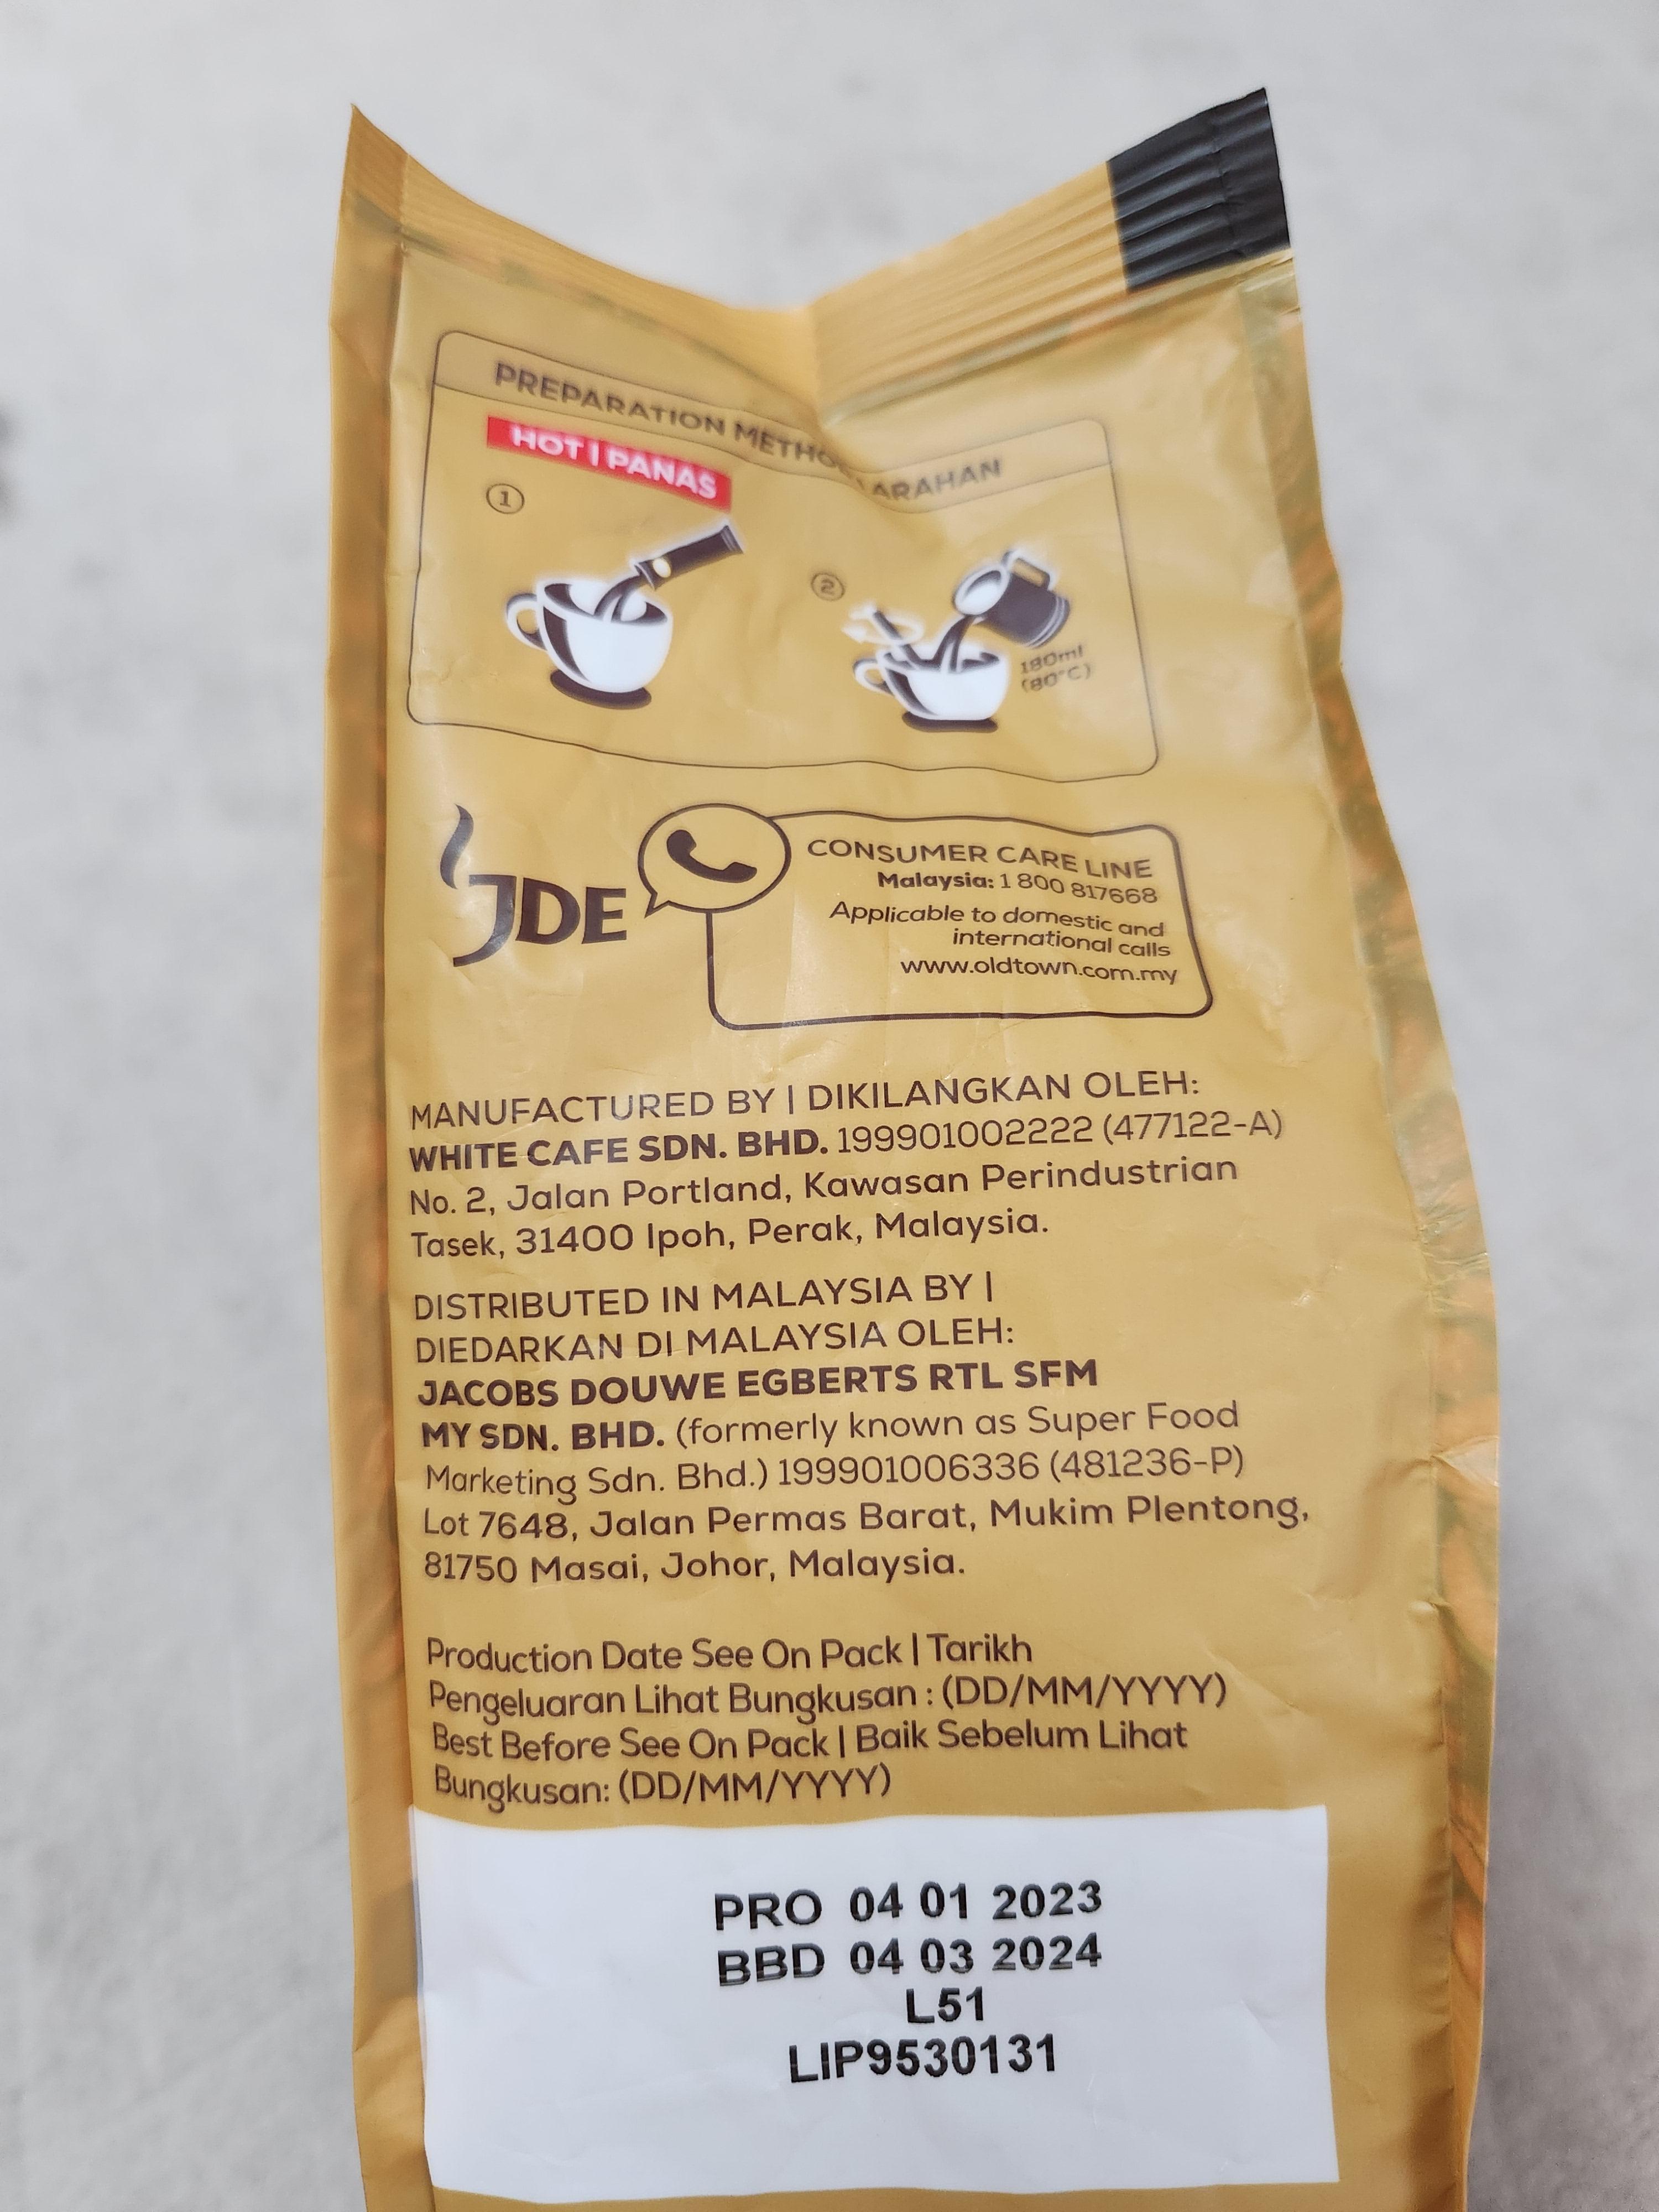 PREPARATION METHOD | ARAHAN
HOT | PANAS
1
2
180ml
(80°C)
JDE
CONSUMER CARE LINE
Malaysia: 1 800 817668
Applicable to domestic and
international calls
www.oldtown.com.my
MANUFACTURED BY | DIKILANGKAN OLEH:
WHITE CAFE SDN. BHD. 199901002222 (477122-A)
No. 2, Jalan Portland, Kawasan Perindustrian
Tasek, 31400 Ipoh, Perak, Malaysia.
DISTRIBUTED IN MALAYSIA BY |
DIEDARKAN DI MALAYSIA OLEH:
JACOBS DOUWE EGBERTS RTL SFM
MY SDN. BHD. (formerly known as Super Food
Marketing Sdn. Bhd.) 199901006336 (481236-P)
Lot 7648, Jalan Permas Barat, Mukim Plentong,
81750 Masai, Johor, Malaysia.
Production Date See On Pack | Tarikh
Pengeluaran Lihat Bungkusan : (DD/MM/YYYY)
Best Before See On Pack | Baik Sebelum Lihat
Bungkusan: (DD/MM/YYYY)
PRO 04 01 2023
BBD 04 03 2024
L51
LIP9530131